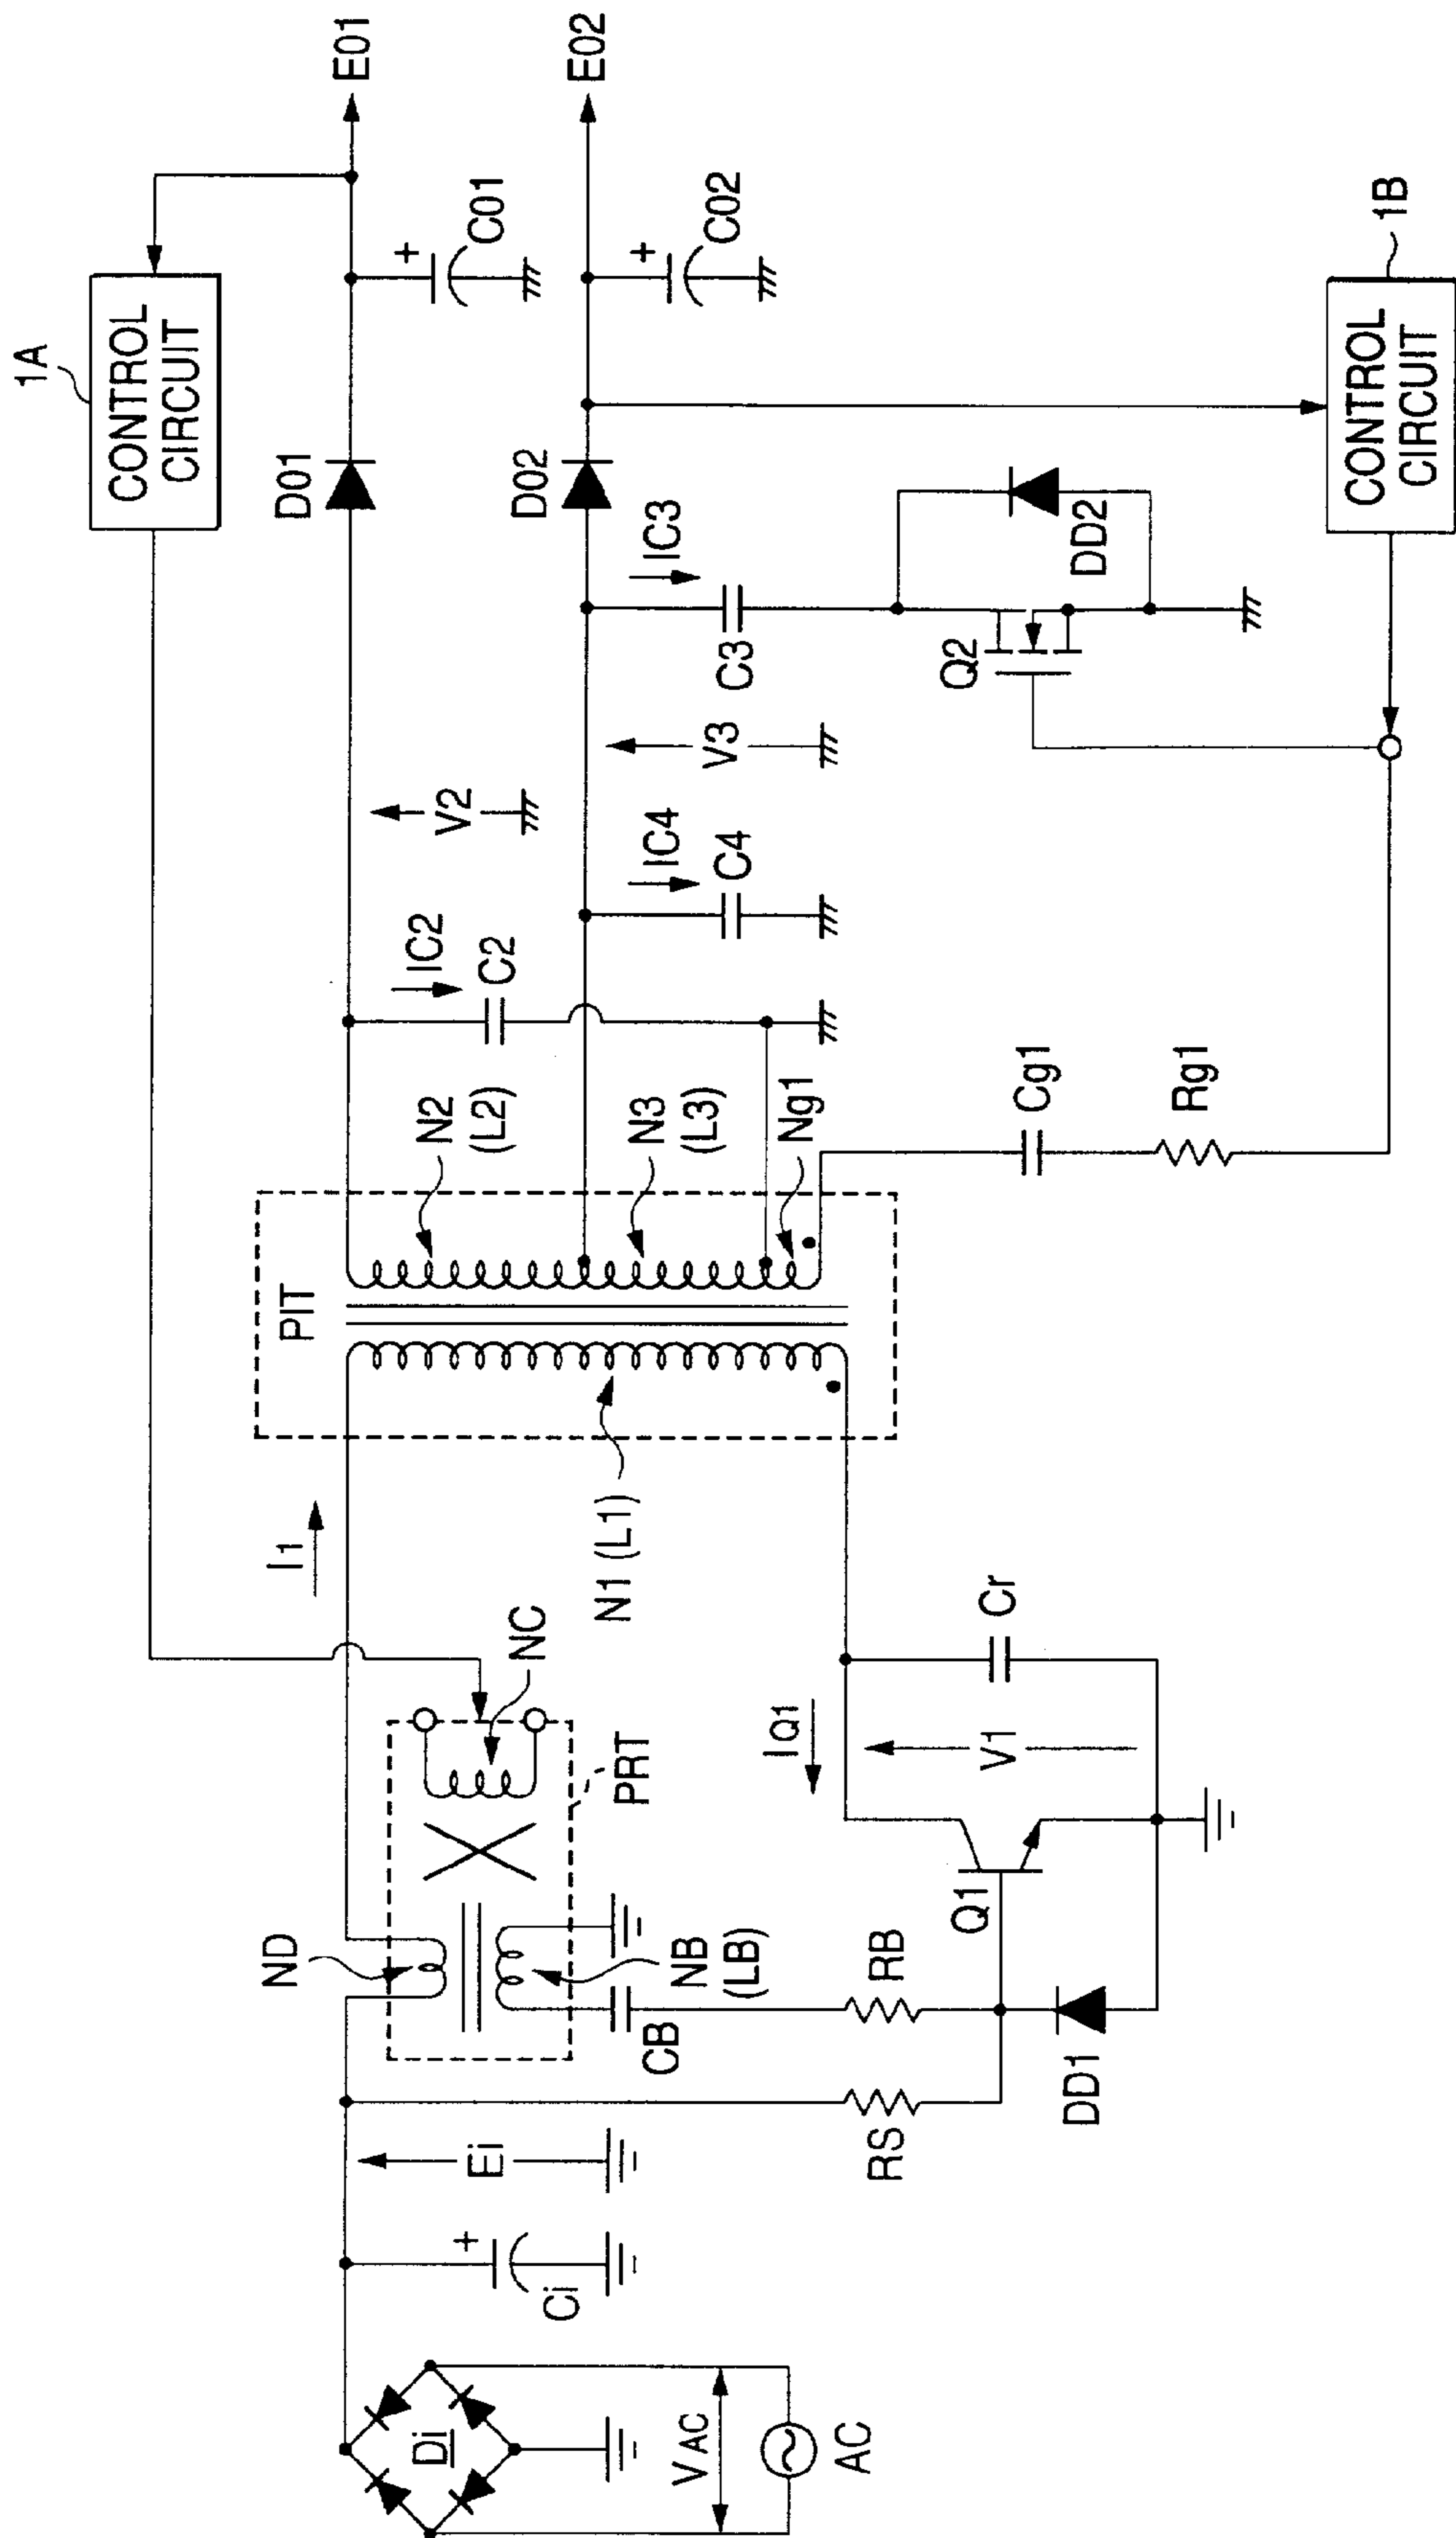 1A
CONTROL
CIRCUIT
E01
D01
+
C01
E02
D02
+
C02
1B
CONTROL
CIRCUIT
V2
IC3
C3
DD2
Q2
V3
IC4
C4
IC2
C2
N2
(L2)
N3
(L3)
Ng1
Cg1
Rg1
PIT
I1
N1 (L1)
NC
PRT
ND
NB
(LB)
CB
RB
RS
IQ1
V1
Cr
Q1
DD1
Ei
+
Ci
Di
VAC
AC